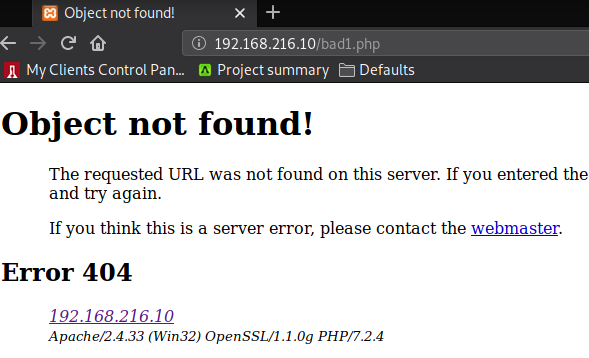 Object not found!
192.168.216.10/bad1.php
My Clients Control Pan... Project summary Defaults
Object not found!
The requested URL was not found on this server. If you entered the
and try again.
If you think this is a server error, please contact the webmaster.
Error 404
192.168.216.10
Apache/2.4.33 (Win32) OpenSSL/1.1.0g PHP/7.2.4